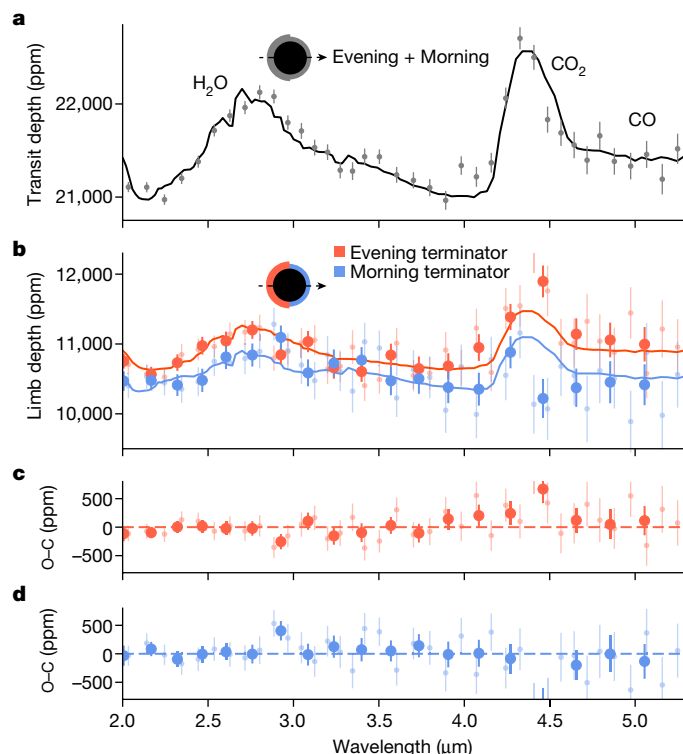 a
Evening + Morning
H₂O
CO₂
CO
Transit depth (ppm)
22,000
21,000
b
Evening terminator
Morning terminator
Limb depth (ppm)
12,000
11,000
10,000
c
O–C (ppm)
500
0
−500
d
O–C (ppm)
500
0
−500
2.0 2.5 3.0 3.5 4.0 4.5 5.0
Wavelength (μm)